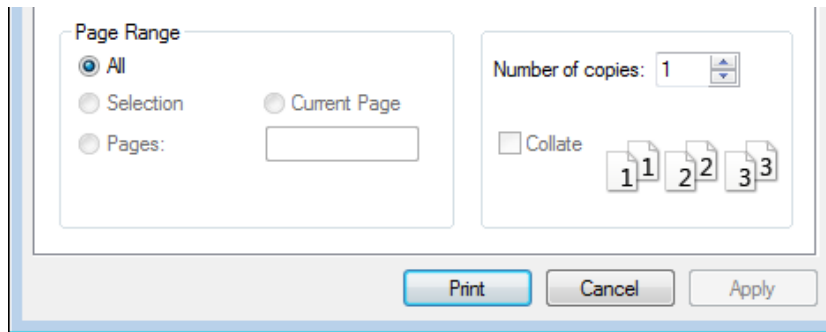 Page Range
All
Selection
Current Page
Pages:
Number of copies: 1
Collate
1 1 2 2 3 3
Print
Cancel
Apply